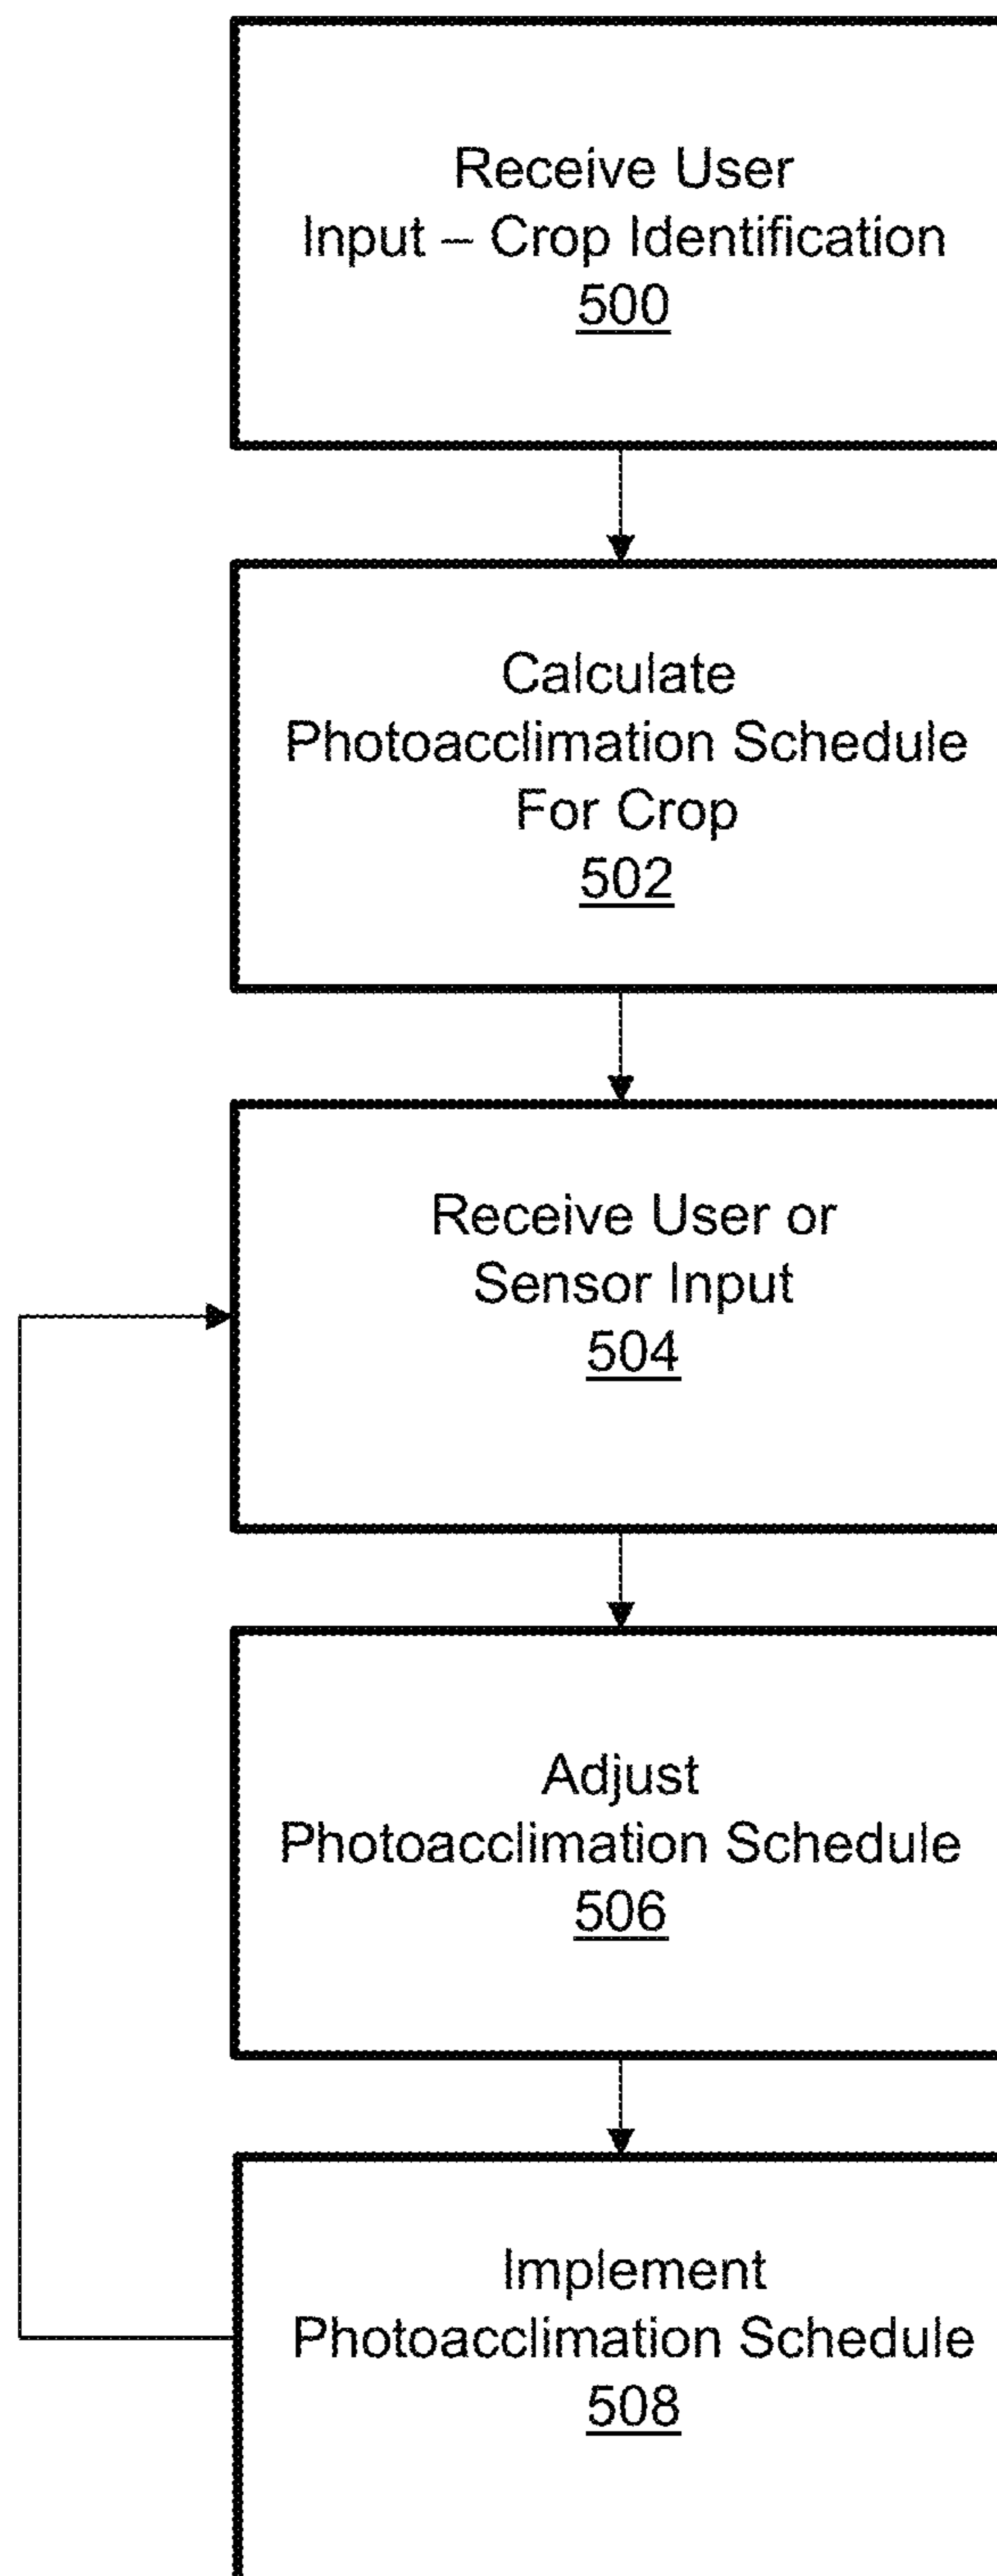 Receive User
Input – Crop Identification
500
Calculate
Photoacclimation Schedule
For Crop
502
Receive User or
Sensor Input
504
Adjust
Photoacclimation Schedule
506
Implement
Photoacclimation Schedule
508